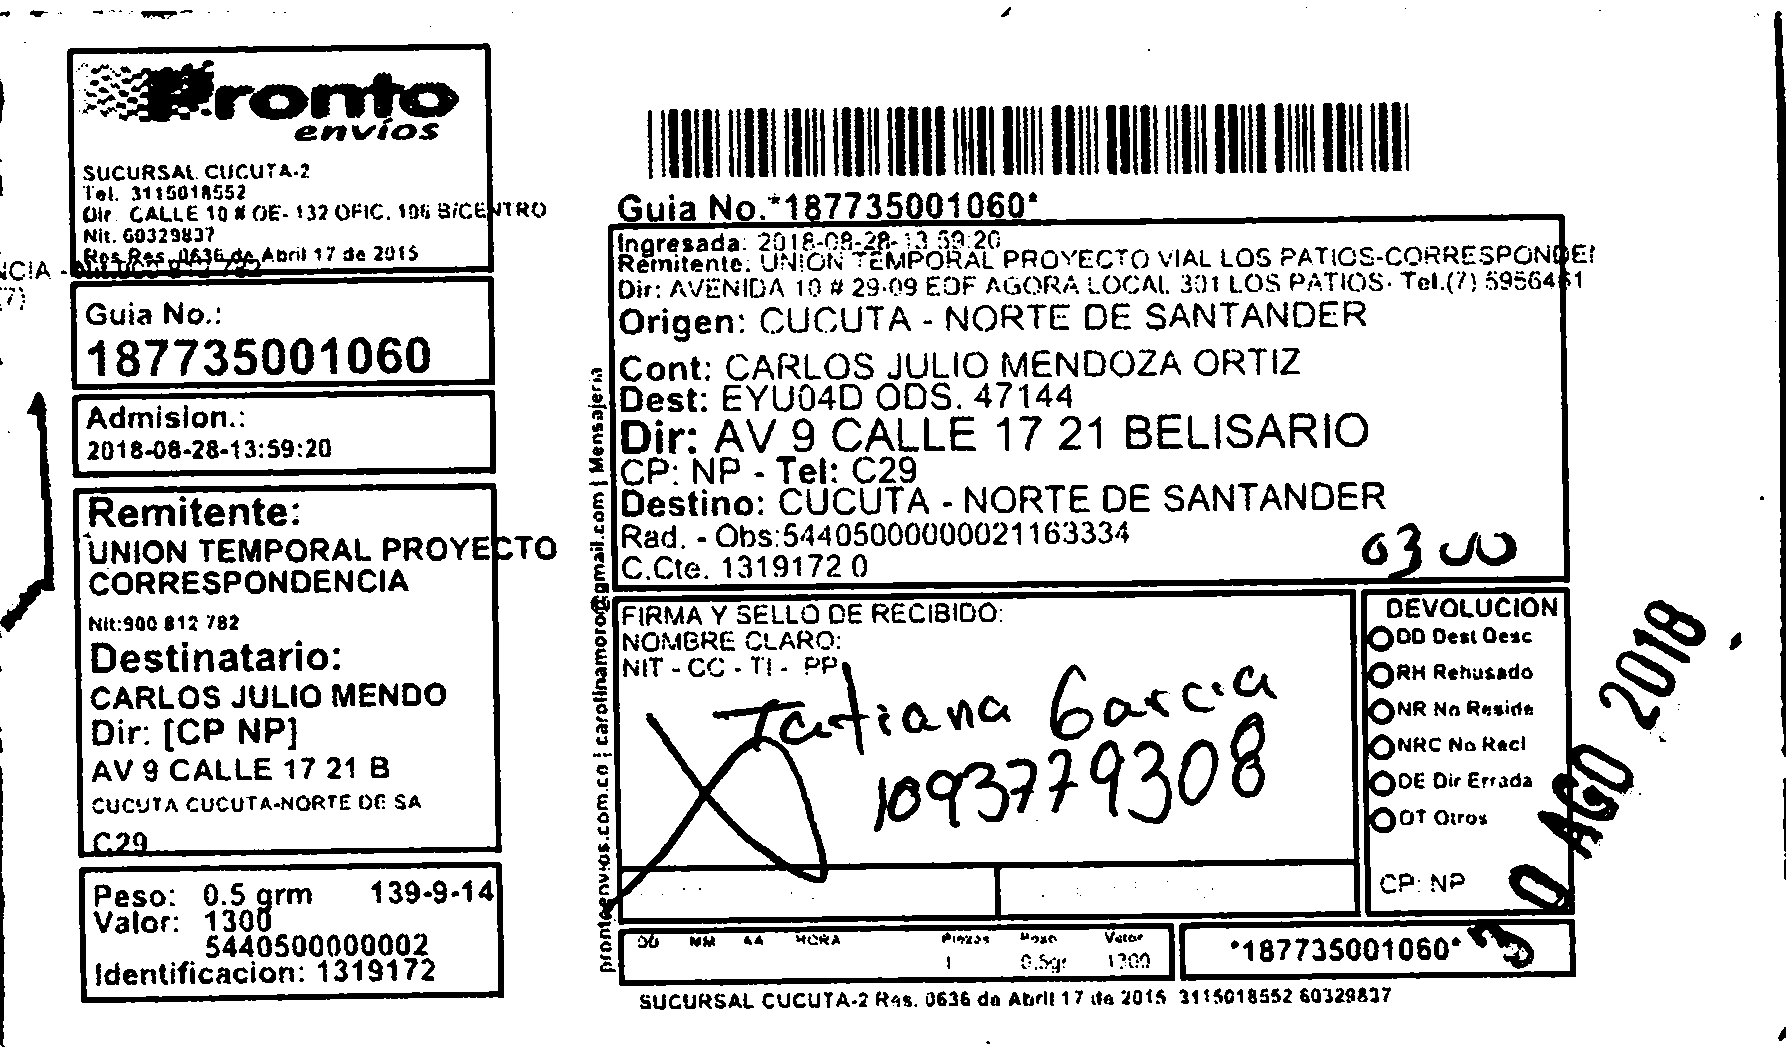 Pronto
envíos
SUCURSAL CUCUTA-2
Tel. 3115018552
Dir. CALLE 10 # OE- 132 OFIC. 106 B/CENTRO
Nit. 60329837
Res Res. 0636 de Abril 17 de 2015
NCIA -
(7)
Guia No.:
187735001060
Admision.:
2018-08-28-13:59:20
Remitente:
UNION TEMPORAL PROYECTO
CORRESPONDENCIA
Nit:900 812 782
Destinatario:
CARLOS JULIO MENDO
Dir: [CP NP]
AV 9 CALLE 17 21 B
CUCUTA CUCUTA-NORTE DE SA
C29
Peso: 0.5 grm 139-9-14
Valor: 1300
5440500000002
Identificacion: 1319172
prontoenvios.com.co | carolinamoro@gmail.com | Mensajeria
Guia No.*187735001060*
Ingresada: 2018-08-28-13:59:20
Remitente: UNION TEMPORAL PROYECTO VIAL LOS PATIOS-CORRESPONDE
Dir: AVENIDA 10 # 29-09 EDF AGORA LOCAL 301 LOS PATIOS- Tel.(7) 5956461
Origen: CUCUTA - NORTE DE SANTANDER
Cont: CARLOS JULIO MENDOZA ORTIZ
Dest: EYU04D ODS. 47144
Dir: AV 9 CALLE 17 21 BELISARIO
CP: NP - Tel: C29
Destino: CUCUTA - NORTE DE SANTANDER
Rad. - Obs:54405000000021163334
C.Cte. 1319172 0
FIRMA Y SELLO DE RECIBIDO:
NOMBRE CLARO:
NIT - CC - TI - PP
Tatiana Garcia
1093779308
DEVOLUCION
DD Dest Desc
RH Rehusado
NR No Reside
NRC No Recl
DE Dir Errada
OT Otros
CP: NP
30 AGO 2018
DD MM AA HORA Piezas Peso Valor
1 0.5gr 1300
*187735001060*
SUCURSAL CUCUTA-2 Res. 0636 de Abril 17 de 2015 3115018552 60329837